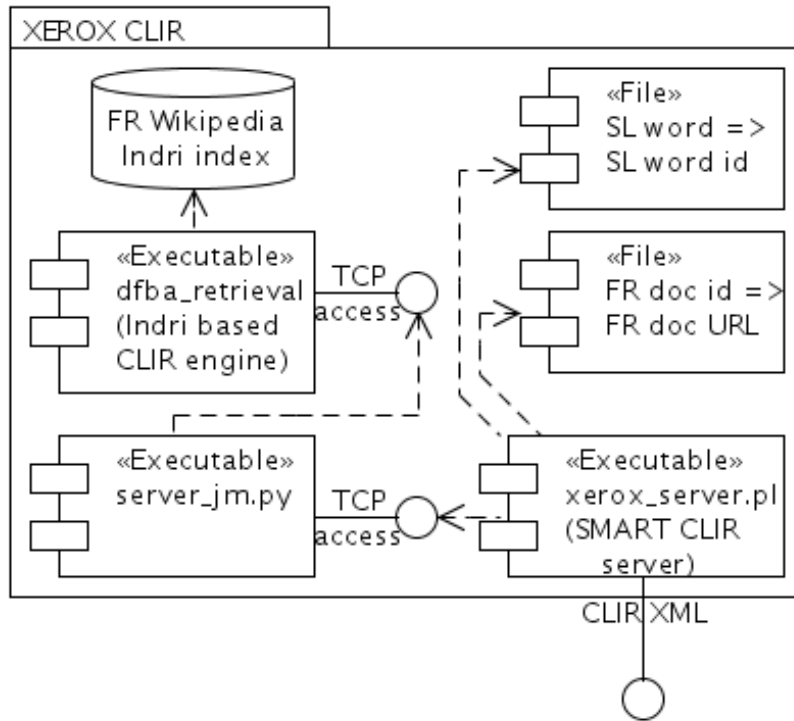 XEROX CLIR
FR Wikipedia
Indri index
«File»
SL word =>
SL word id
«Executable»
dfba_retrieval
(Indri based
CLIR engine)
TCP
access
«File»
FR doc id =>
FR doc URL
«Executable»
server_jm.py
TCP
access
«Executable»
xerox_server.pl
(SMART CLIR
server)
CLIR XML